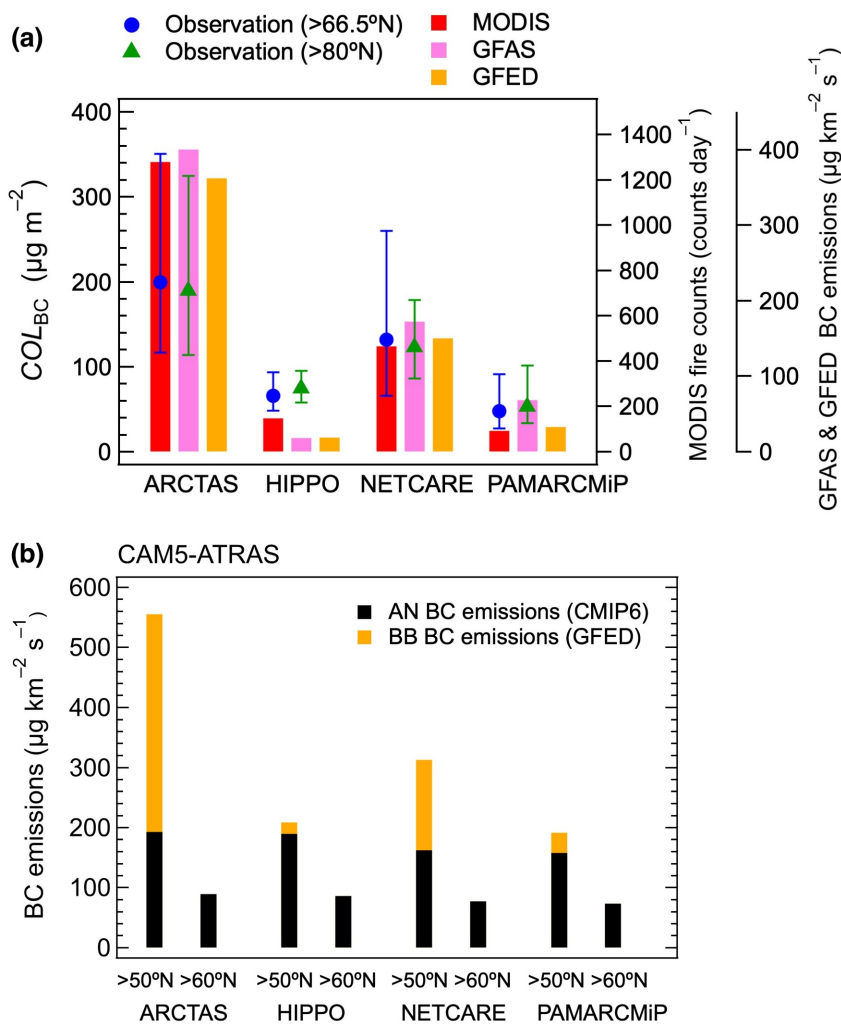 (a)
Observation (>66.5ºN)
Observation (>80ºN)
MODIS
GFAS
GFED
COL_BC (µg m⁻²)
400
300
200
100
0
1400
1200
1000
800
600
400
200
0
MODIS fire counts (counts day⁻¹)
400
300
200
100
0
GFAS & GFED BC emissions (µg km⁻² s⁻¹)
ARCTAS HIPPO NETCARE PAMARCMiP
(b) CAM5-ATRAS
BC emissions (µg km⁻² s⁻¹)
600
500
400
300
200
100
0
AN BC emissions (CMIP6)
BB BC emissions (GFED)
>50ºN >60ºN >50ºN >60ºN >50ºN >60ºN >50ºN >60ºN
ARCTAS HIPPO NETCARE PAMARCMiP